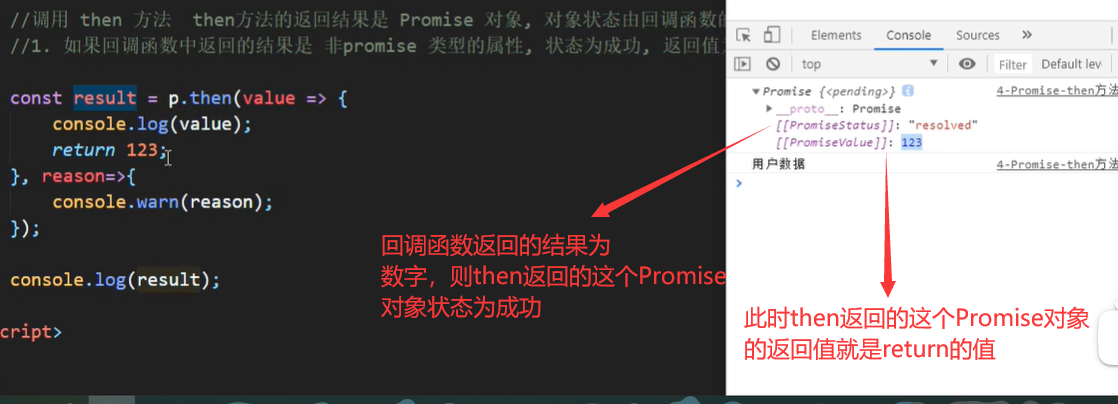 //调用 then 方法  then方法的返回结果是 Promise 对象, 对象状态由回调函数的
//1. 如果回调函数中返回的结果是 非promise 类型的属性, 状态为成功, 返回值
const result = p.then(value => {
    console.log(value);
    return 123;
}, reason=>{
    console.warn(reason);
});
console.log(result);
cript>
回调函数返回的结果为
数字，则then返回的这个Promise
对象状态为成功
Elements Console Sources »
top Filter Default lev
▼Promise {<pending>} i 4-Promise-then方法
▶__proto__: Promise
[[PromiseStatus]]: "resolved"
[[PromiseValue]]: 123
用户数据 4-Promise-then方法
>
此时then返回的这个Promise对象
的返回值就是return的值